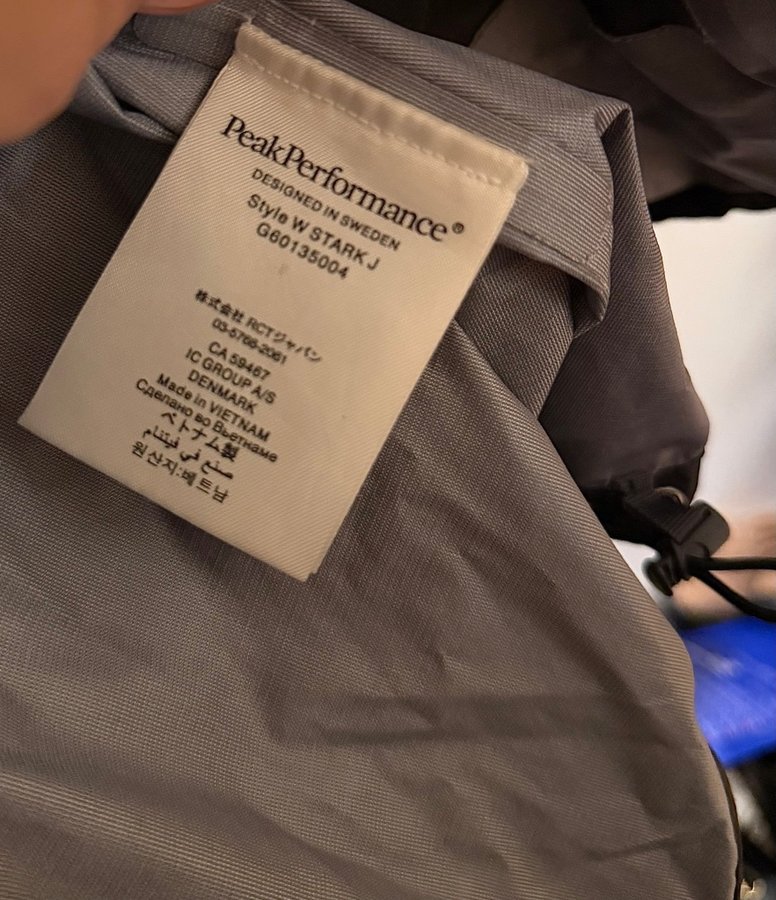 PeakPerformance®
DESIGNED IN SWEDEN
Style W STARK J
G60135004
株式会社 RCTジャパン
03-5766-2061
CA 59467
IC GROUP A/S
DENMARK
Made in VIETNAM
Сделано во Вьетнаме
ベトナム製
صنع في فيتنام
원산지:베트남